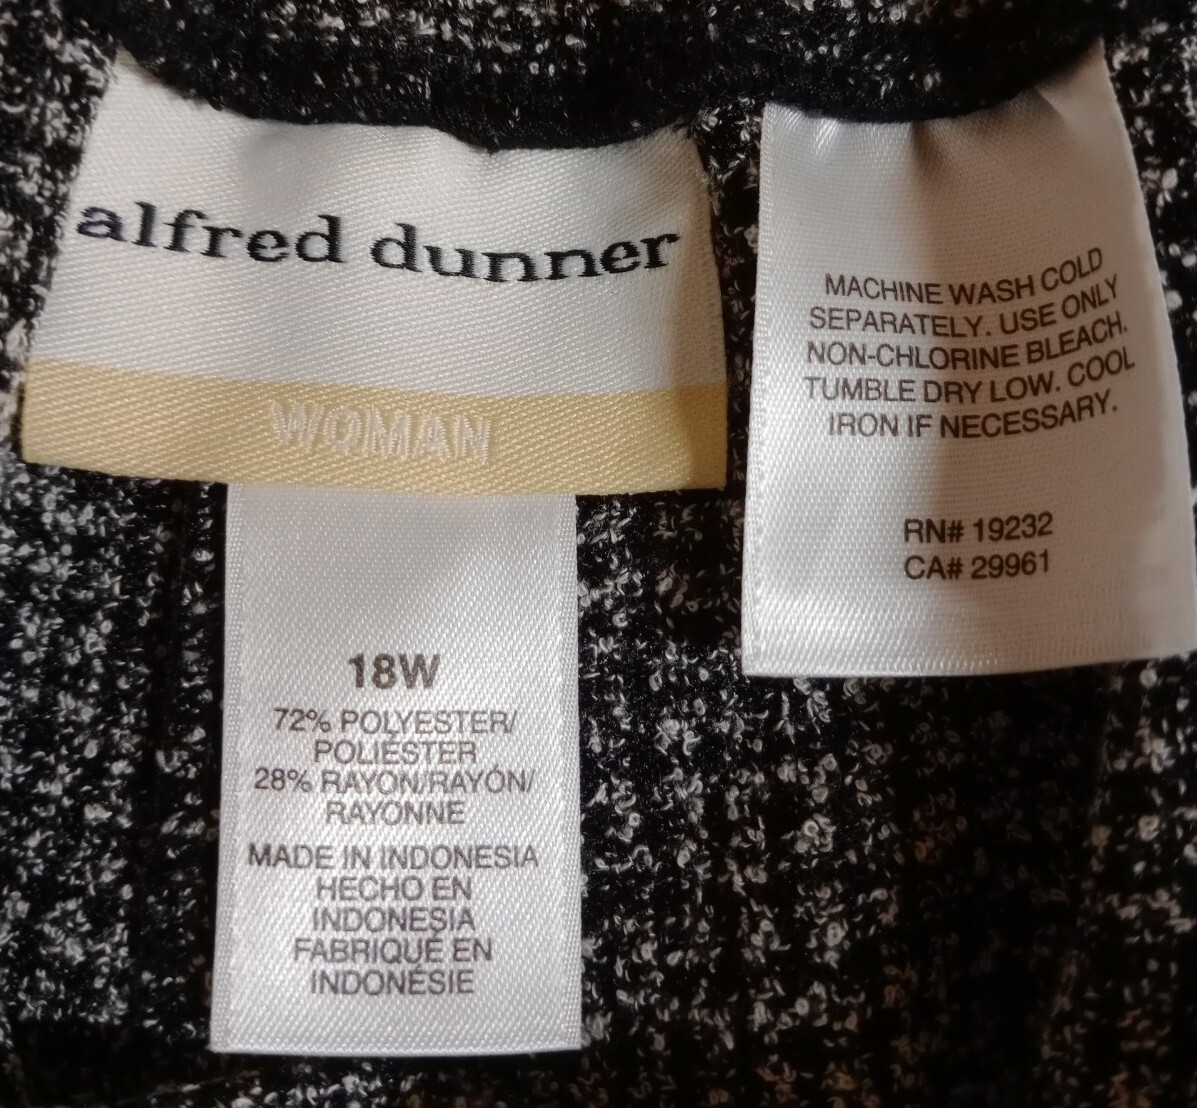 alfred dunner
WOMAN
18W
72% POLYESTER/
POLIÉSTER
28% RAYON/RAYÓN/
RAYONNE
MADE IN INDONESIA
HECHO EN
INDONESIA
FABRIQUÉ EN
INDONÉSIE
MACHINE WASH COLD
SEPARATELY. USE ONLY
NON-CHLORINE BLEACH.
TUMBLE DRY LOW. COOL
IRON IF NECESSARY.
RN# 19232
CA# 29961